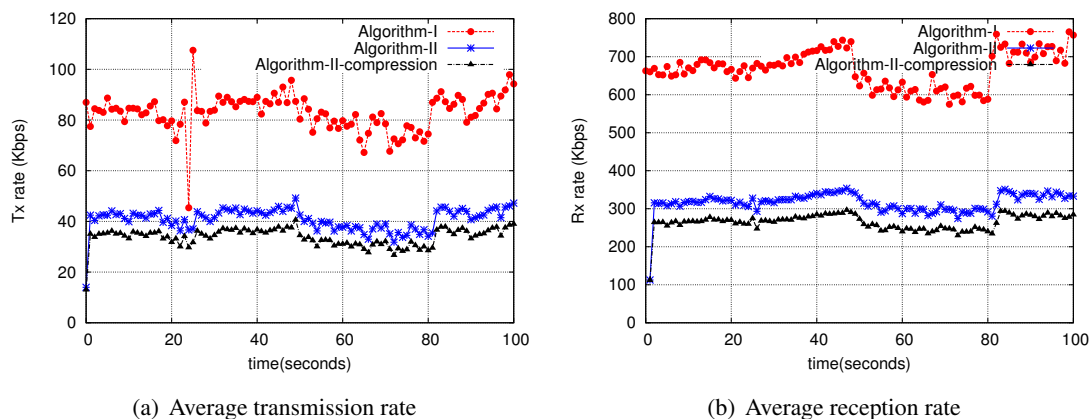 120
100
80
60
40
20
0
Tx rate (Kbps)
0 20 40 60 80 100
time(seconds)
Algorithm-I
Algorithm-II
Algorithm-II-compression
(a) Average transmission rate
800
700
600
500
400
300
200
100
0
Rx rate (Kbps)
0 20 40 60 80 100
time(seconds)
Algorithm-I
Algorithm-II
Algorithm-II-compression
(b) Average reception rate